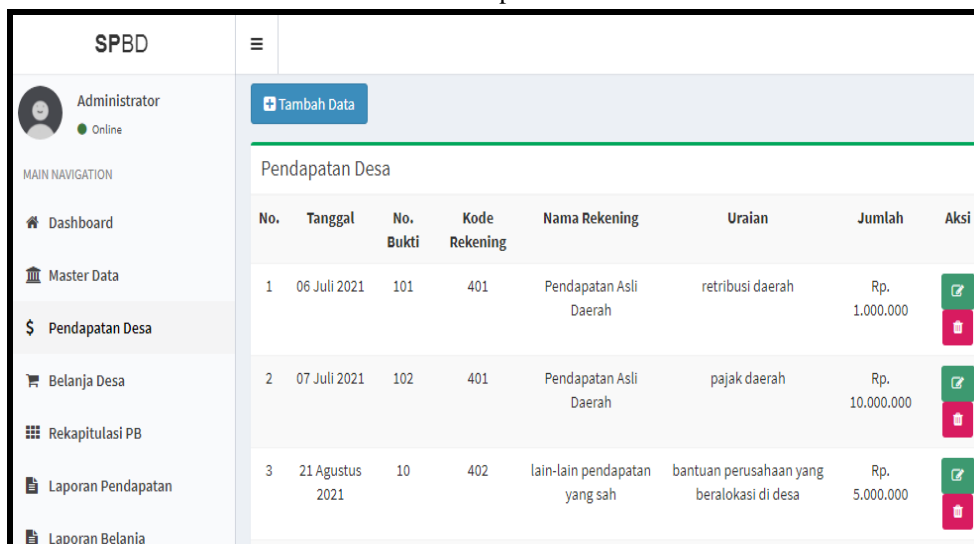 SPBD
Administrator
Online
MAIN NAVIGATION
Dashboard
Master Data
$ Pendapatan Desa
Belanja Desa
Rekapitulasi PB
Laporan Pendapatan
Laporan Belanja
Tambah Data
Pendapatan Desa
No. Tanggal No. Bukti Kode Rekening Nama Rekening Uraian Jumlah Aksi
1 06 Juli 2021 101 401 Pendapatan Asli Daerah retribusi daerah Rp. 1.000.000
2 07 Juli 2021 102 401 Pendapatan Asli Daerah pajak daerah Rp. 10.000.000
3 21 Agustus 2021 10 402 lain-lain pendapatan yang sah bantuan perusahaan yang beralokasi di desa Rp. 5.000.000